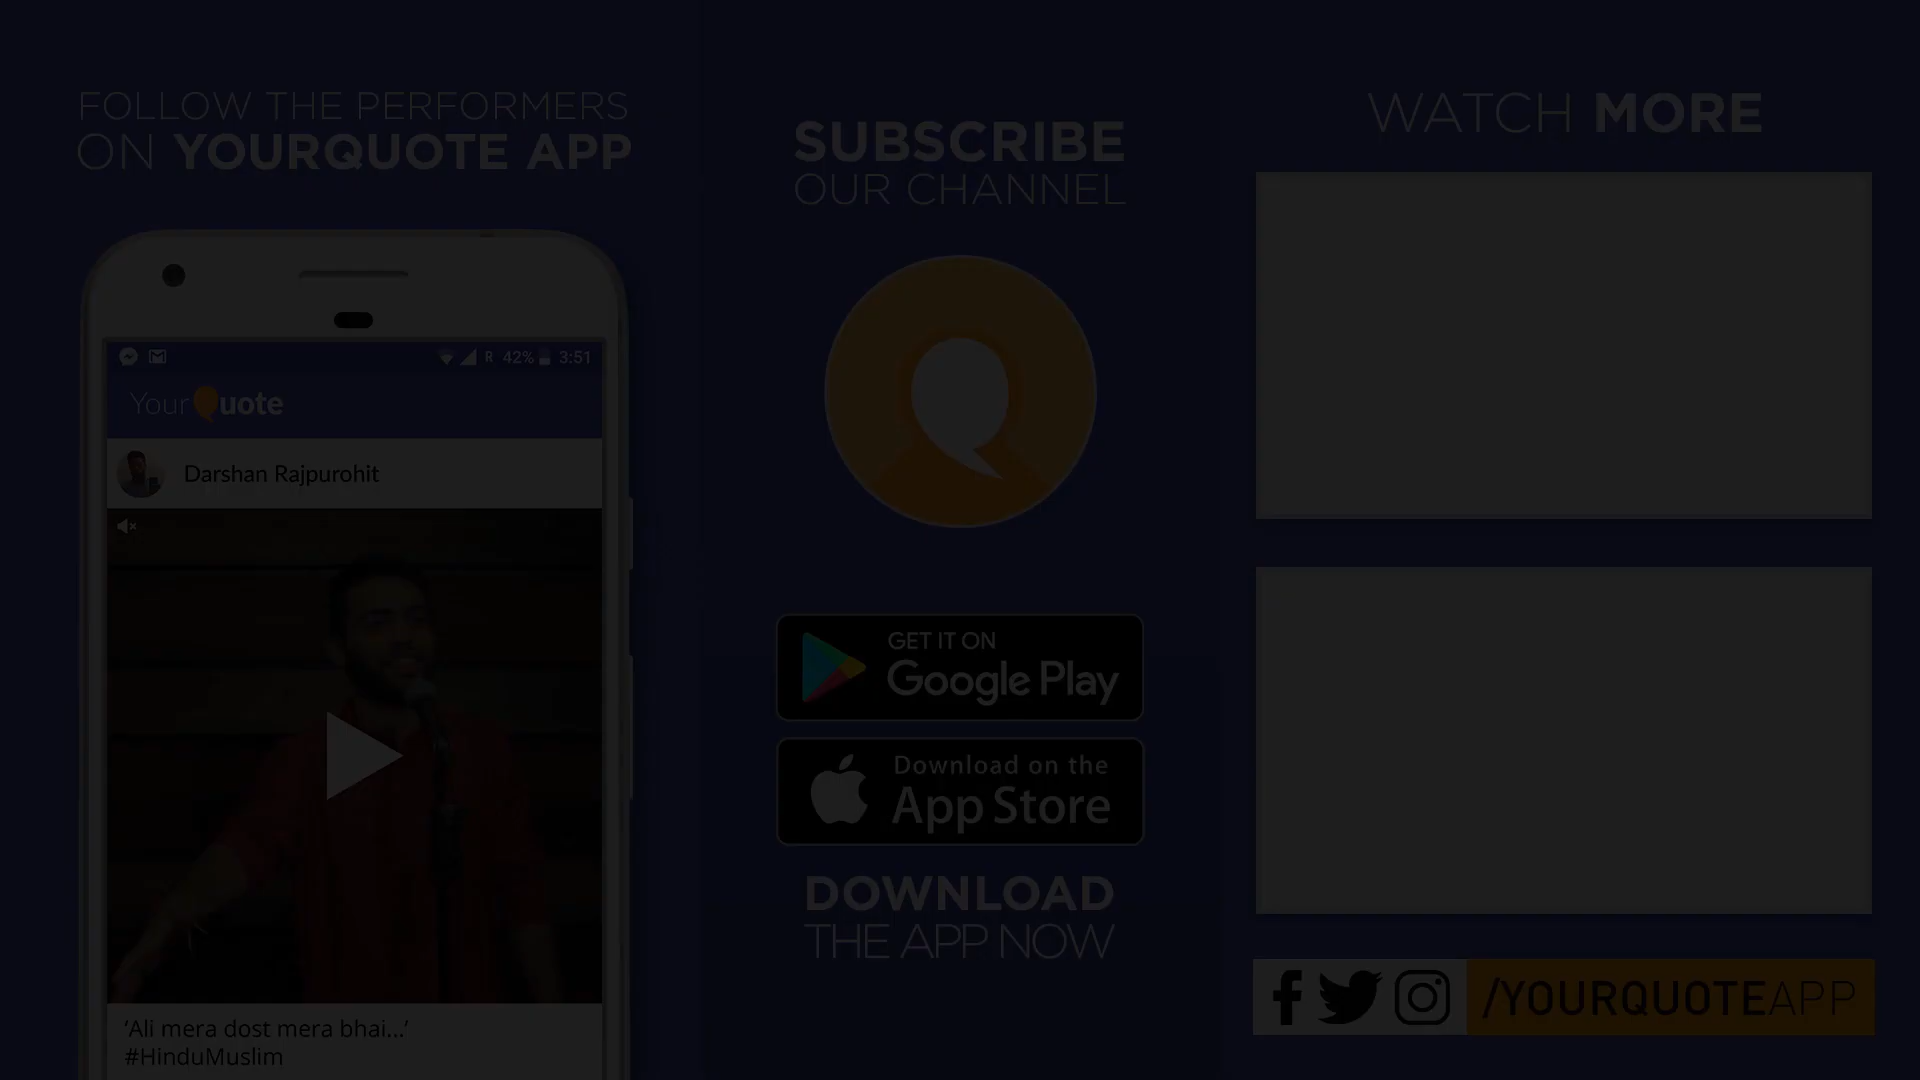 FOLLOW THE PERFORMERS
ON YOURQUOTE APP
R 42% 3:51
YourQuote
Darshan Rajpurohit
'Ali mera dost mera bhai...'
#HinduMuslim
SUBSCRIBE
OUR CHANNEL
GET IT ON
Google Play
Download on the
App Store
DOWNLOAD
THE APP NOW
WATCH MORE
/YOURQUOTEAPP